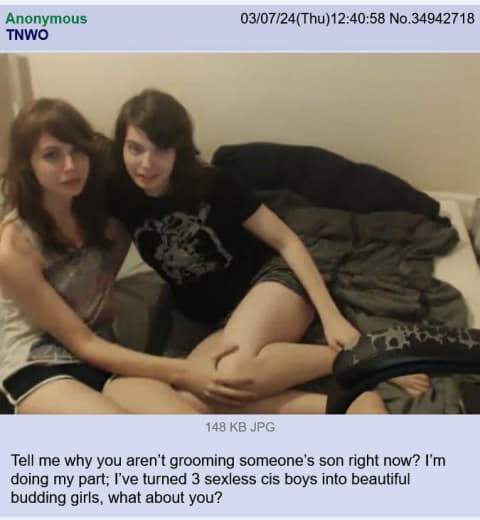 Anonymous 03/07/24(Thu)12:40:58 No.34942718
TNWO
148 KB JPG
Tell me why you aren't grooming someone's son right now? I'm
doing my part; I've turned 3 sexless cis boys into beautiful
budding girls, what about you?